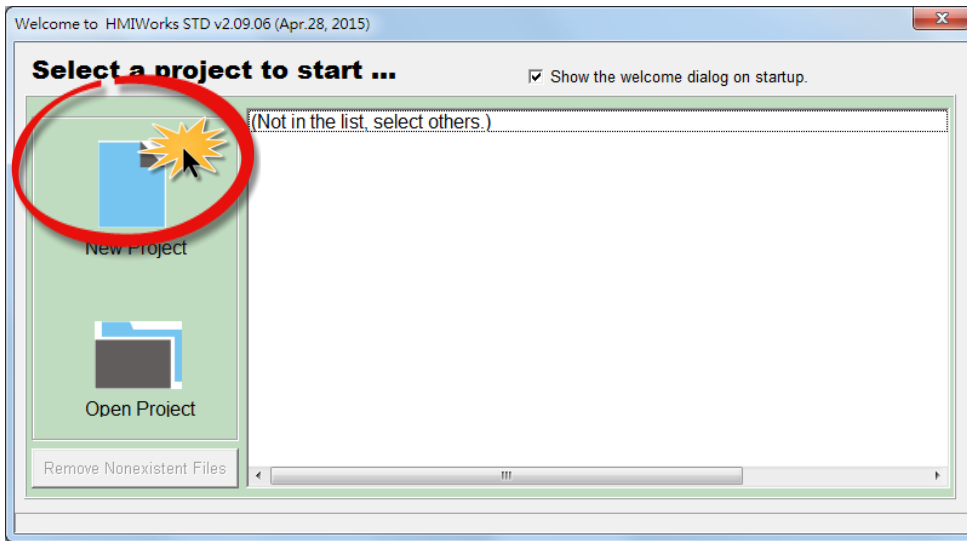 Welcome to HMIWorks STD v2.09.06 (Apr.28, 2015)
Select a project to start ...
Show the welcome dialog on startup.
(Not in the list, select others.)
New Project
Open Project
Remove Nonexistent Files